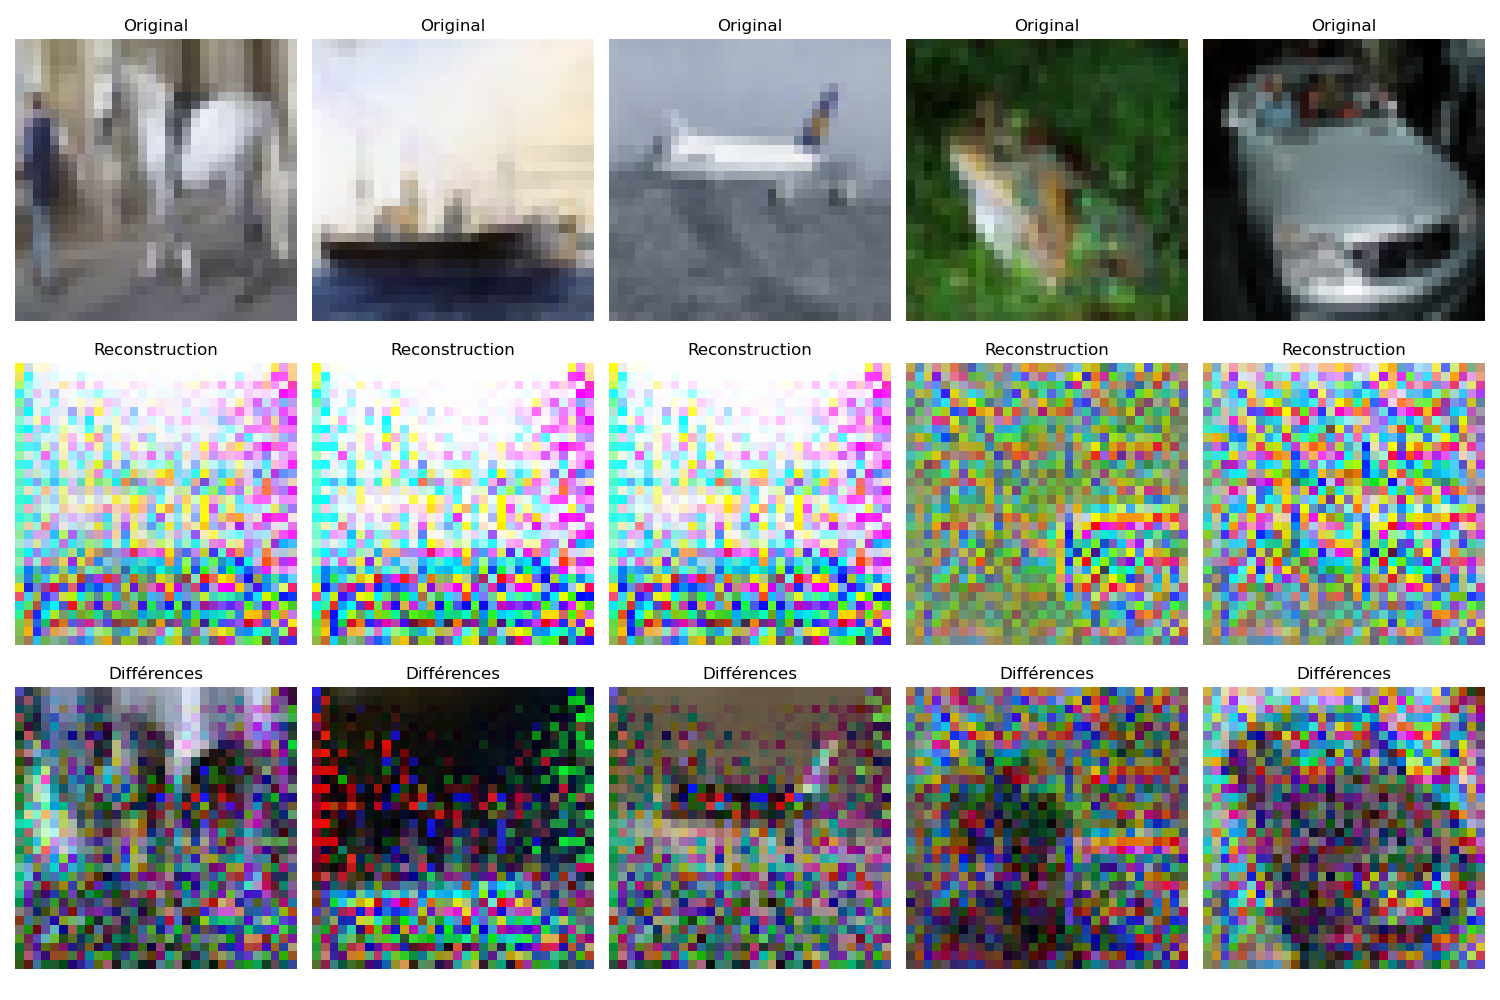 Original Original Original Original Original
Reconstruction Reconstruction Reconstruction Reconstruction Reconstruction
Différences Différences Différences Différences Différences